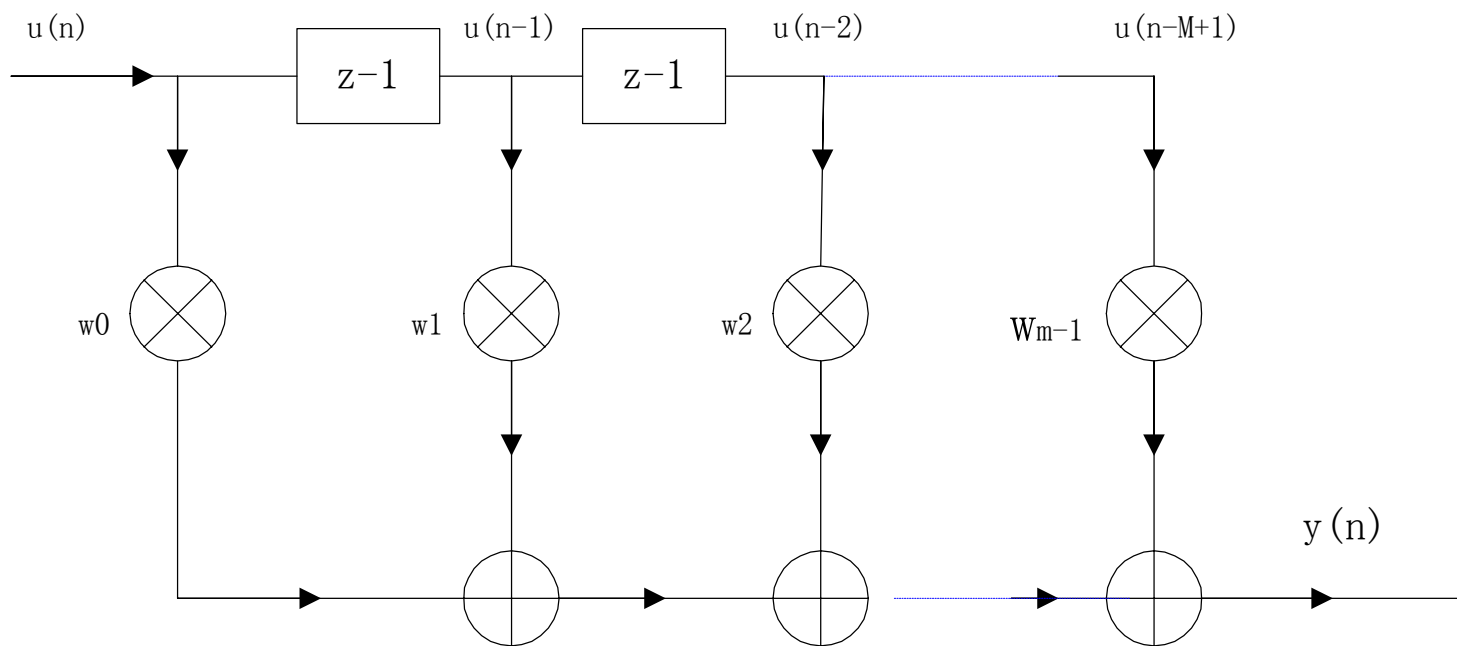 u(n)
u(n-1)
u(n-2)
u(n-M+1)
z-1
z-1
w0
w1
w2
Wm-1
y(n)